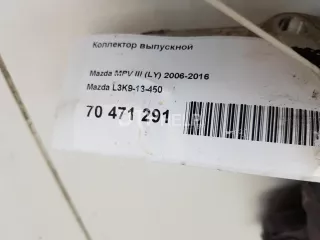 Коллектор выпускной
Mazda MPV III (LY) 2006-2016
Mazda L3K9-13-450
70 471 291